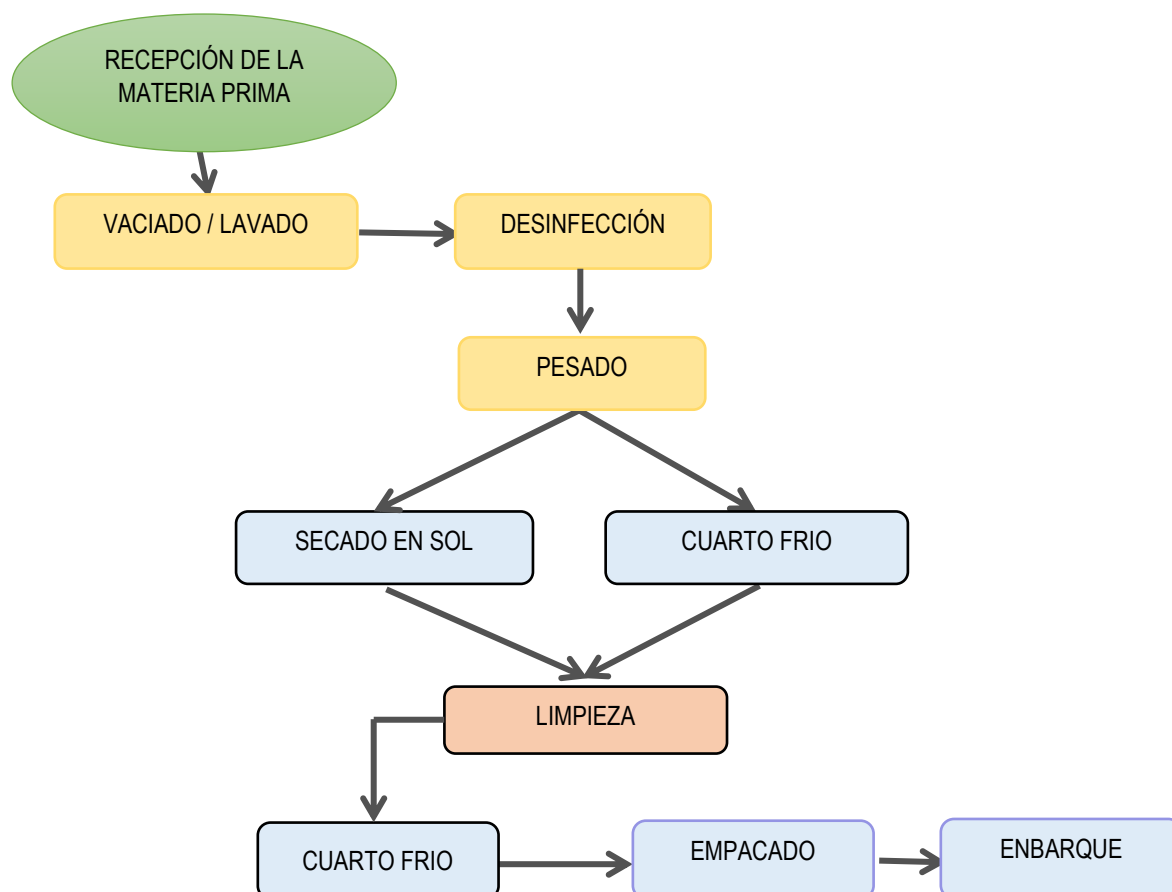 RECEPCIÓN DE LA
MATERIA PRIMA
VACIADO / LAVADO
DESINFECCIÓN
PESADO
SECADO EN SOL
CUARTO FRIO
LIMPIEZA
CUARTO FRIO
EMPACADO
ENBARQUE